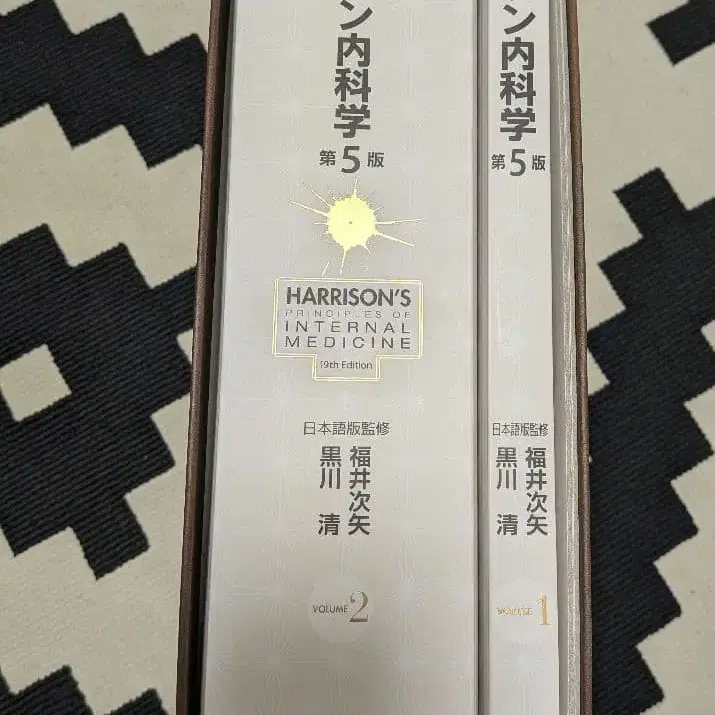 ン内科学
第5版
HARRISON'S
PRINCIPLES OF
INTERNAL
MEDICINE
19th Edition
日本語版監修
福井次矢
黒川 清
VOLUME 2
ン内科学
第5版
日本語版監修
福井次矢
黒川 清
VOLUME 1